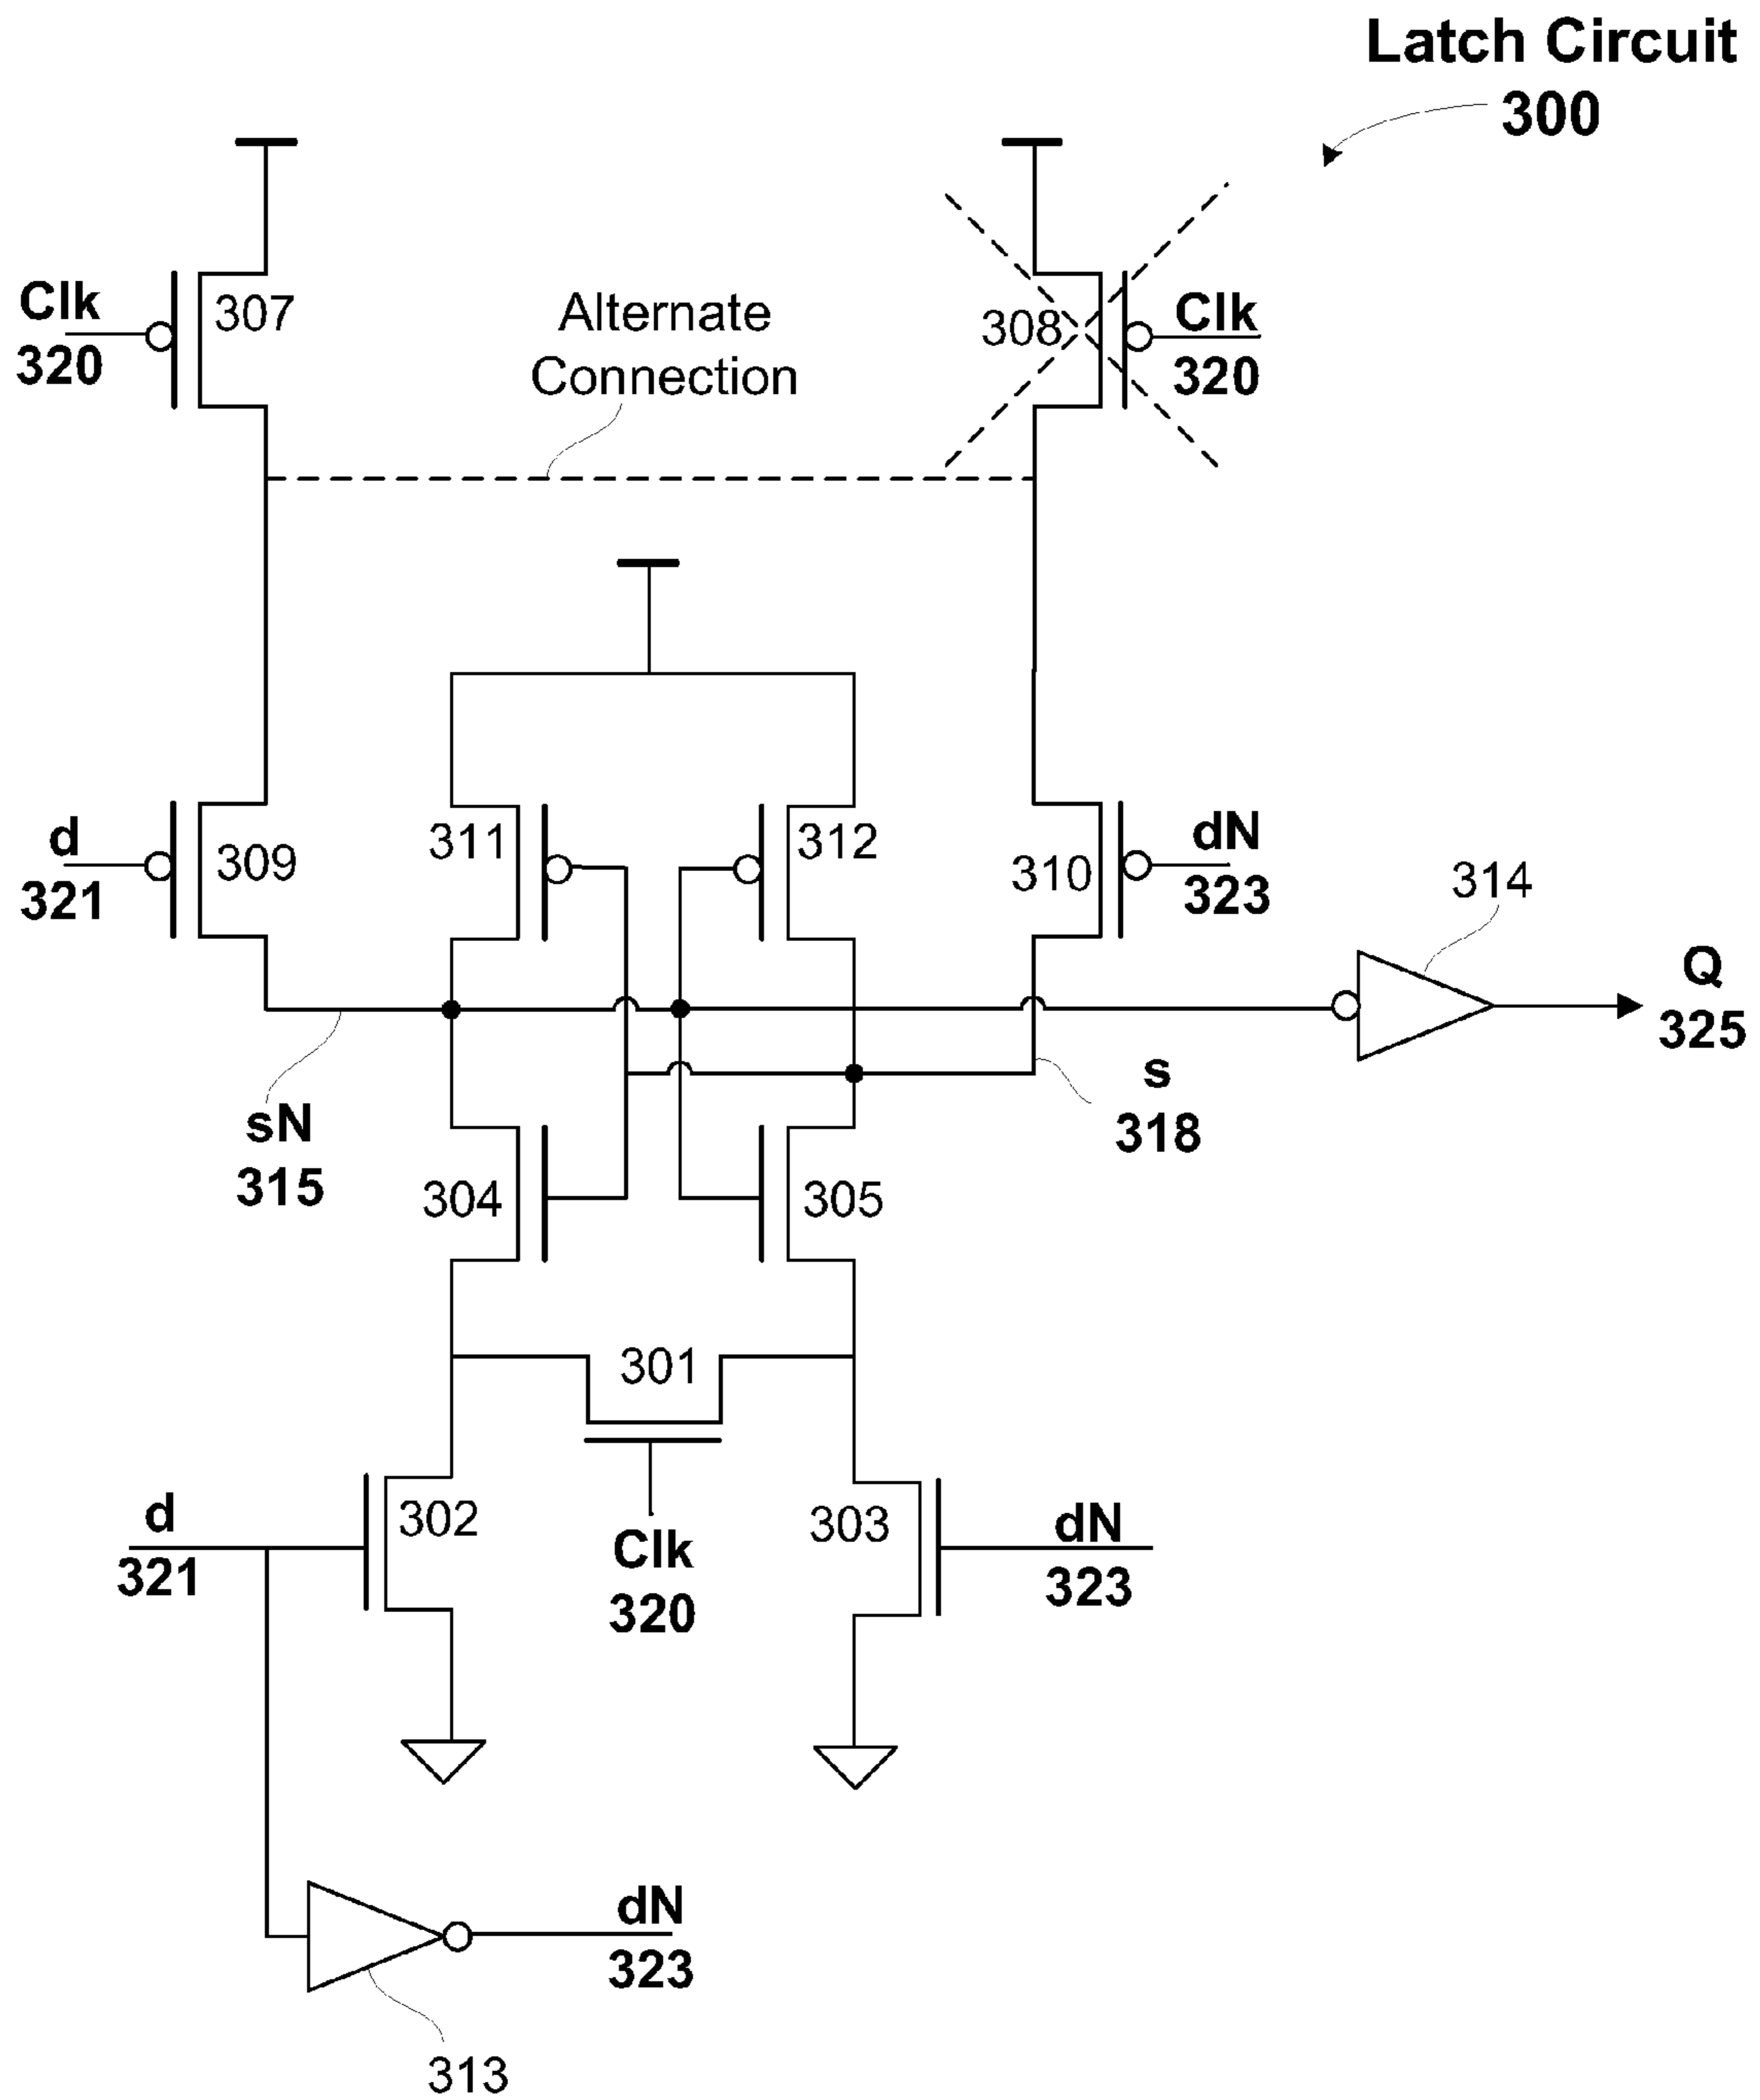 Latch Circuit
300
Clk
320
307
Alternate
Connection
308
Clk
320
d
321
309
311
312
310
dN
323
314
Q
325
sN
315
s
318
304
305
301
d
321
302
Clk
320
303
dN
323
dN
323
313